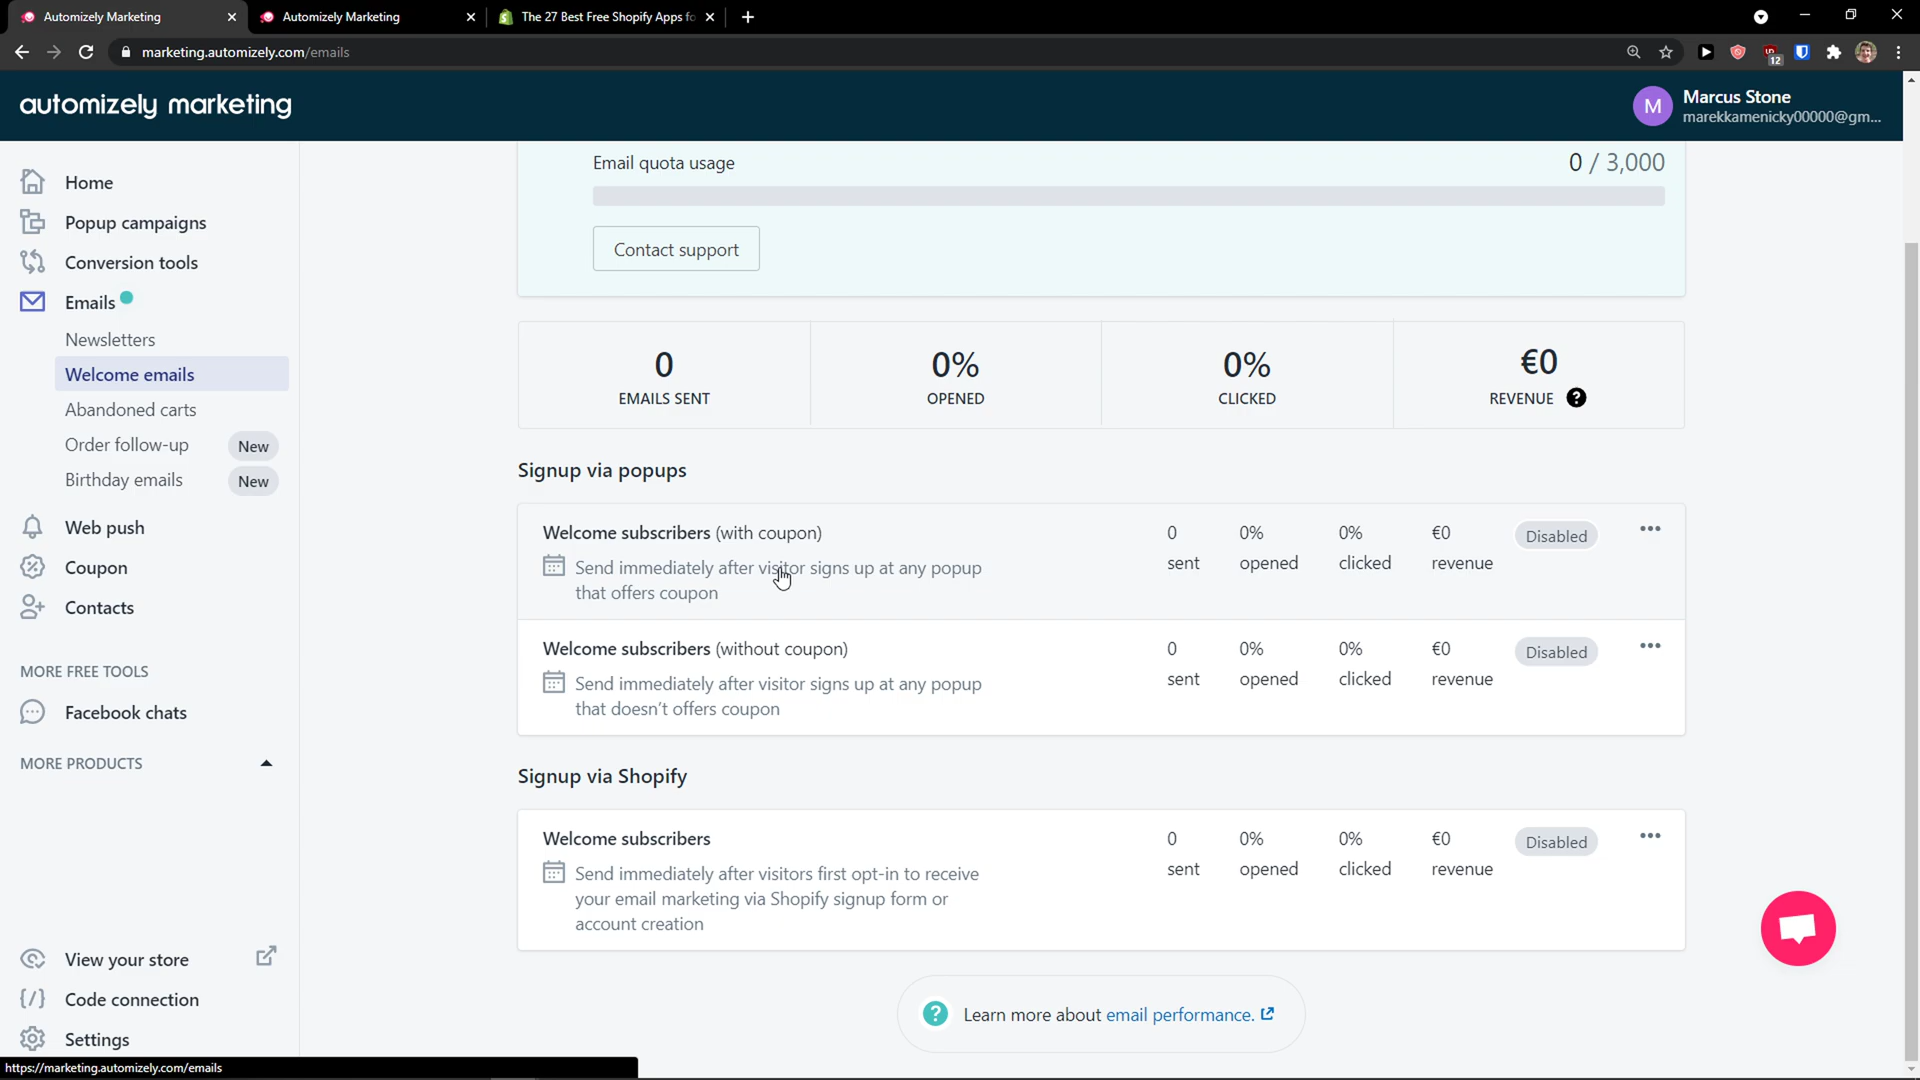 Automizely Marketing
Automizely Marketing
The 27 Best Free Shopify Apps fo
marketing.automizely.com/emails
12
automizely marketing
M
Marcus Stone
marekkamenicky00000@gm...
Home
Popup campaigns
Conversion tools
Emails
Newsletters
Welcome emails
Abandoned carts
Order follow-up New
Birthday emails New
Web push
Coupon
Contacts
MORE FREE TOOLS
Facebook chats
MORE PRODUCTS
View your store
Code connection
Settings
Email quota usage
0 / 3,000
Contact support
0
EMAILS SENT
0%
OPENED
0%
CLICKED
€0
REVENUE ?
Signup via popups
Welcome subscribers (with coupon)
Send immediately after visitor signs up at any popup
that offers coupon
0 0% 0% €0
sent opened clicked revenue
Disabled
Welcome subscribers (without coupon)
Send immediately after visitor signs up at any popup
that doesn't offers coupon
0 0% 0% €0
sent opened clicked revenue
Disabled
Signup via Shopify
Welcome subscribers
Send immediately after visitors first opt-in to receive
your email marketing via Shopify signup form or
account creation
0 0% 0% €0
sent opened clicked revenue
Disabled
? Learn more about email performance.
https://marketing.automizely.com/emails